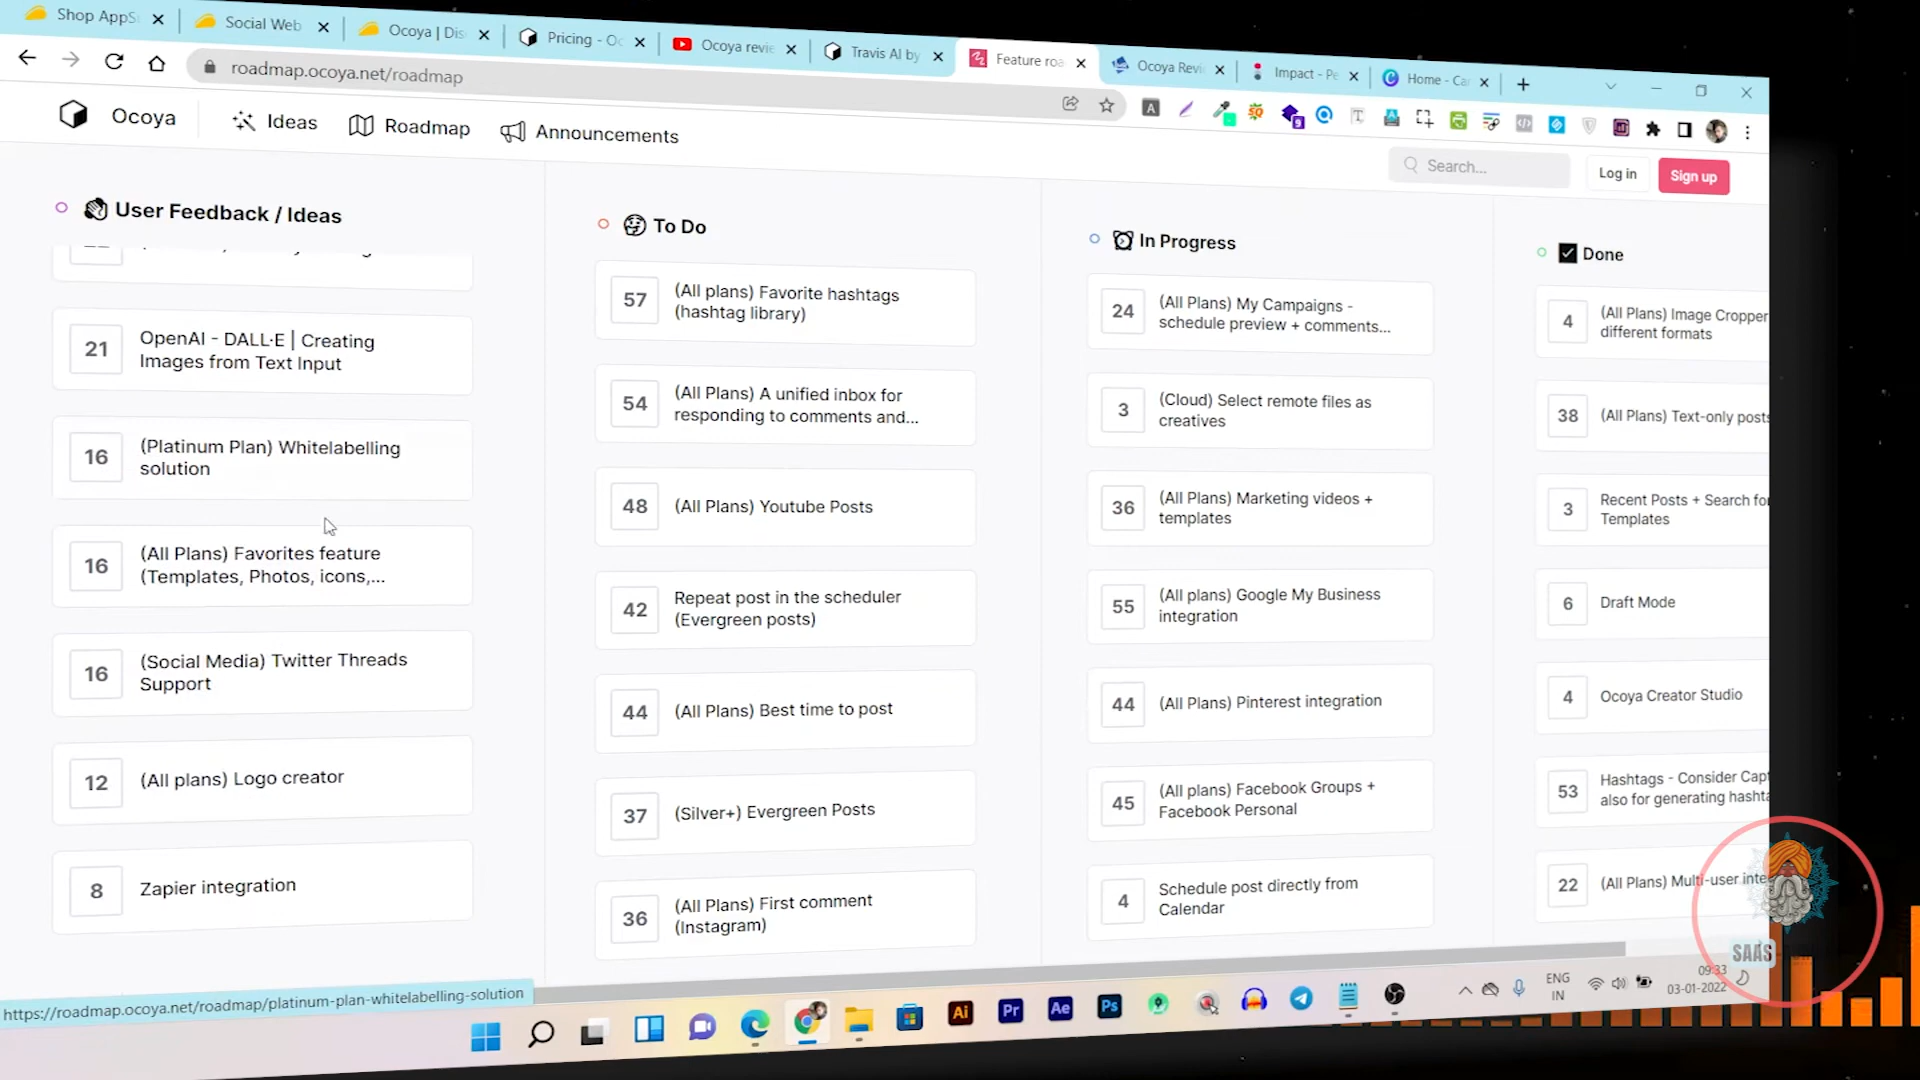 Shop AppS
Social Web
Ocoya | Dis
Pricing - Oc
Ocoya revie
Travis AI by
Feature roa
Ocoya Revi
Impact - Pe
Home - Ca
roadmap.ocoya.net/roadmap
Ocoya
Ideas
Roadmap
Announcements
Search...
Log in
Sign up
User Feedback / Ideas
21
OpenAI - DALL·E | Creating
Images from Text Input
16
(Platinum Plan) Whitelabelling
solution
16
(All Plans) Favorites feature
(Templates, Photos, icons,...
16
(Social Media) Twitter Threads
Support
12
(All plans) Logo creator
8
Zapier integration
To Do
57
(All plans) Favorite hashtags
(hashtag library)
54
(All Plans) A unified inbox for
responding to comments and...
48
(All Plans) Youtube Posts
42
Repeat post in the scheduler
(Evergreen posts)
44
(All Plans) Best time to post
37
(Silver+) Evergreen Posts
36
(All Plans) First comment
(Instagram)
In Progress
24
(All Plans) My Campaigns -
schedule preview + comments...
3
(Cloud) Select remote files as
creatives
36
(All Plans) Marketing videos +
templates
55
(All plans) Google My Business
integration
44
(All Plans) Pinterest integration
45
(All plans) Facebook Groups +
Facebook Personal
4
Schedule post directly from
Calendar
Done
4
(All Plans) Image Cropper
different formats
38
(All Plans) Text-only posts
3
Recent Posts + Search for
Templates
6
Draft Mode
4
Ocoya Creator Studio
53
Hashtags - Consider Capt
also for generating hashta
22
(All Plans) Multi-user inte
SAAS
https://roadmap.ocoya.net/roadmap/platinum-plan-whitelabelling-solution
Ai
Pr
Ae
Ps
ENG
IN
09:33
03-01-2022